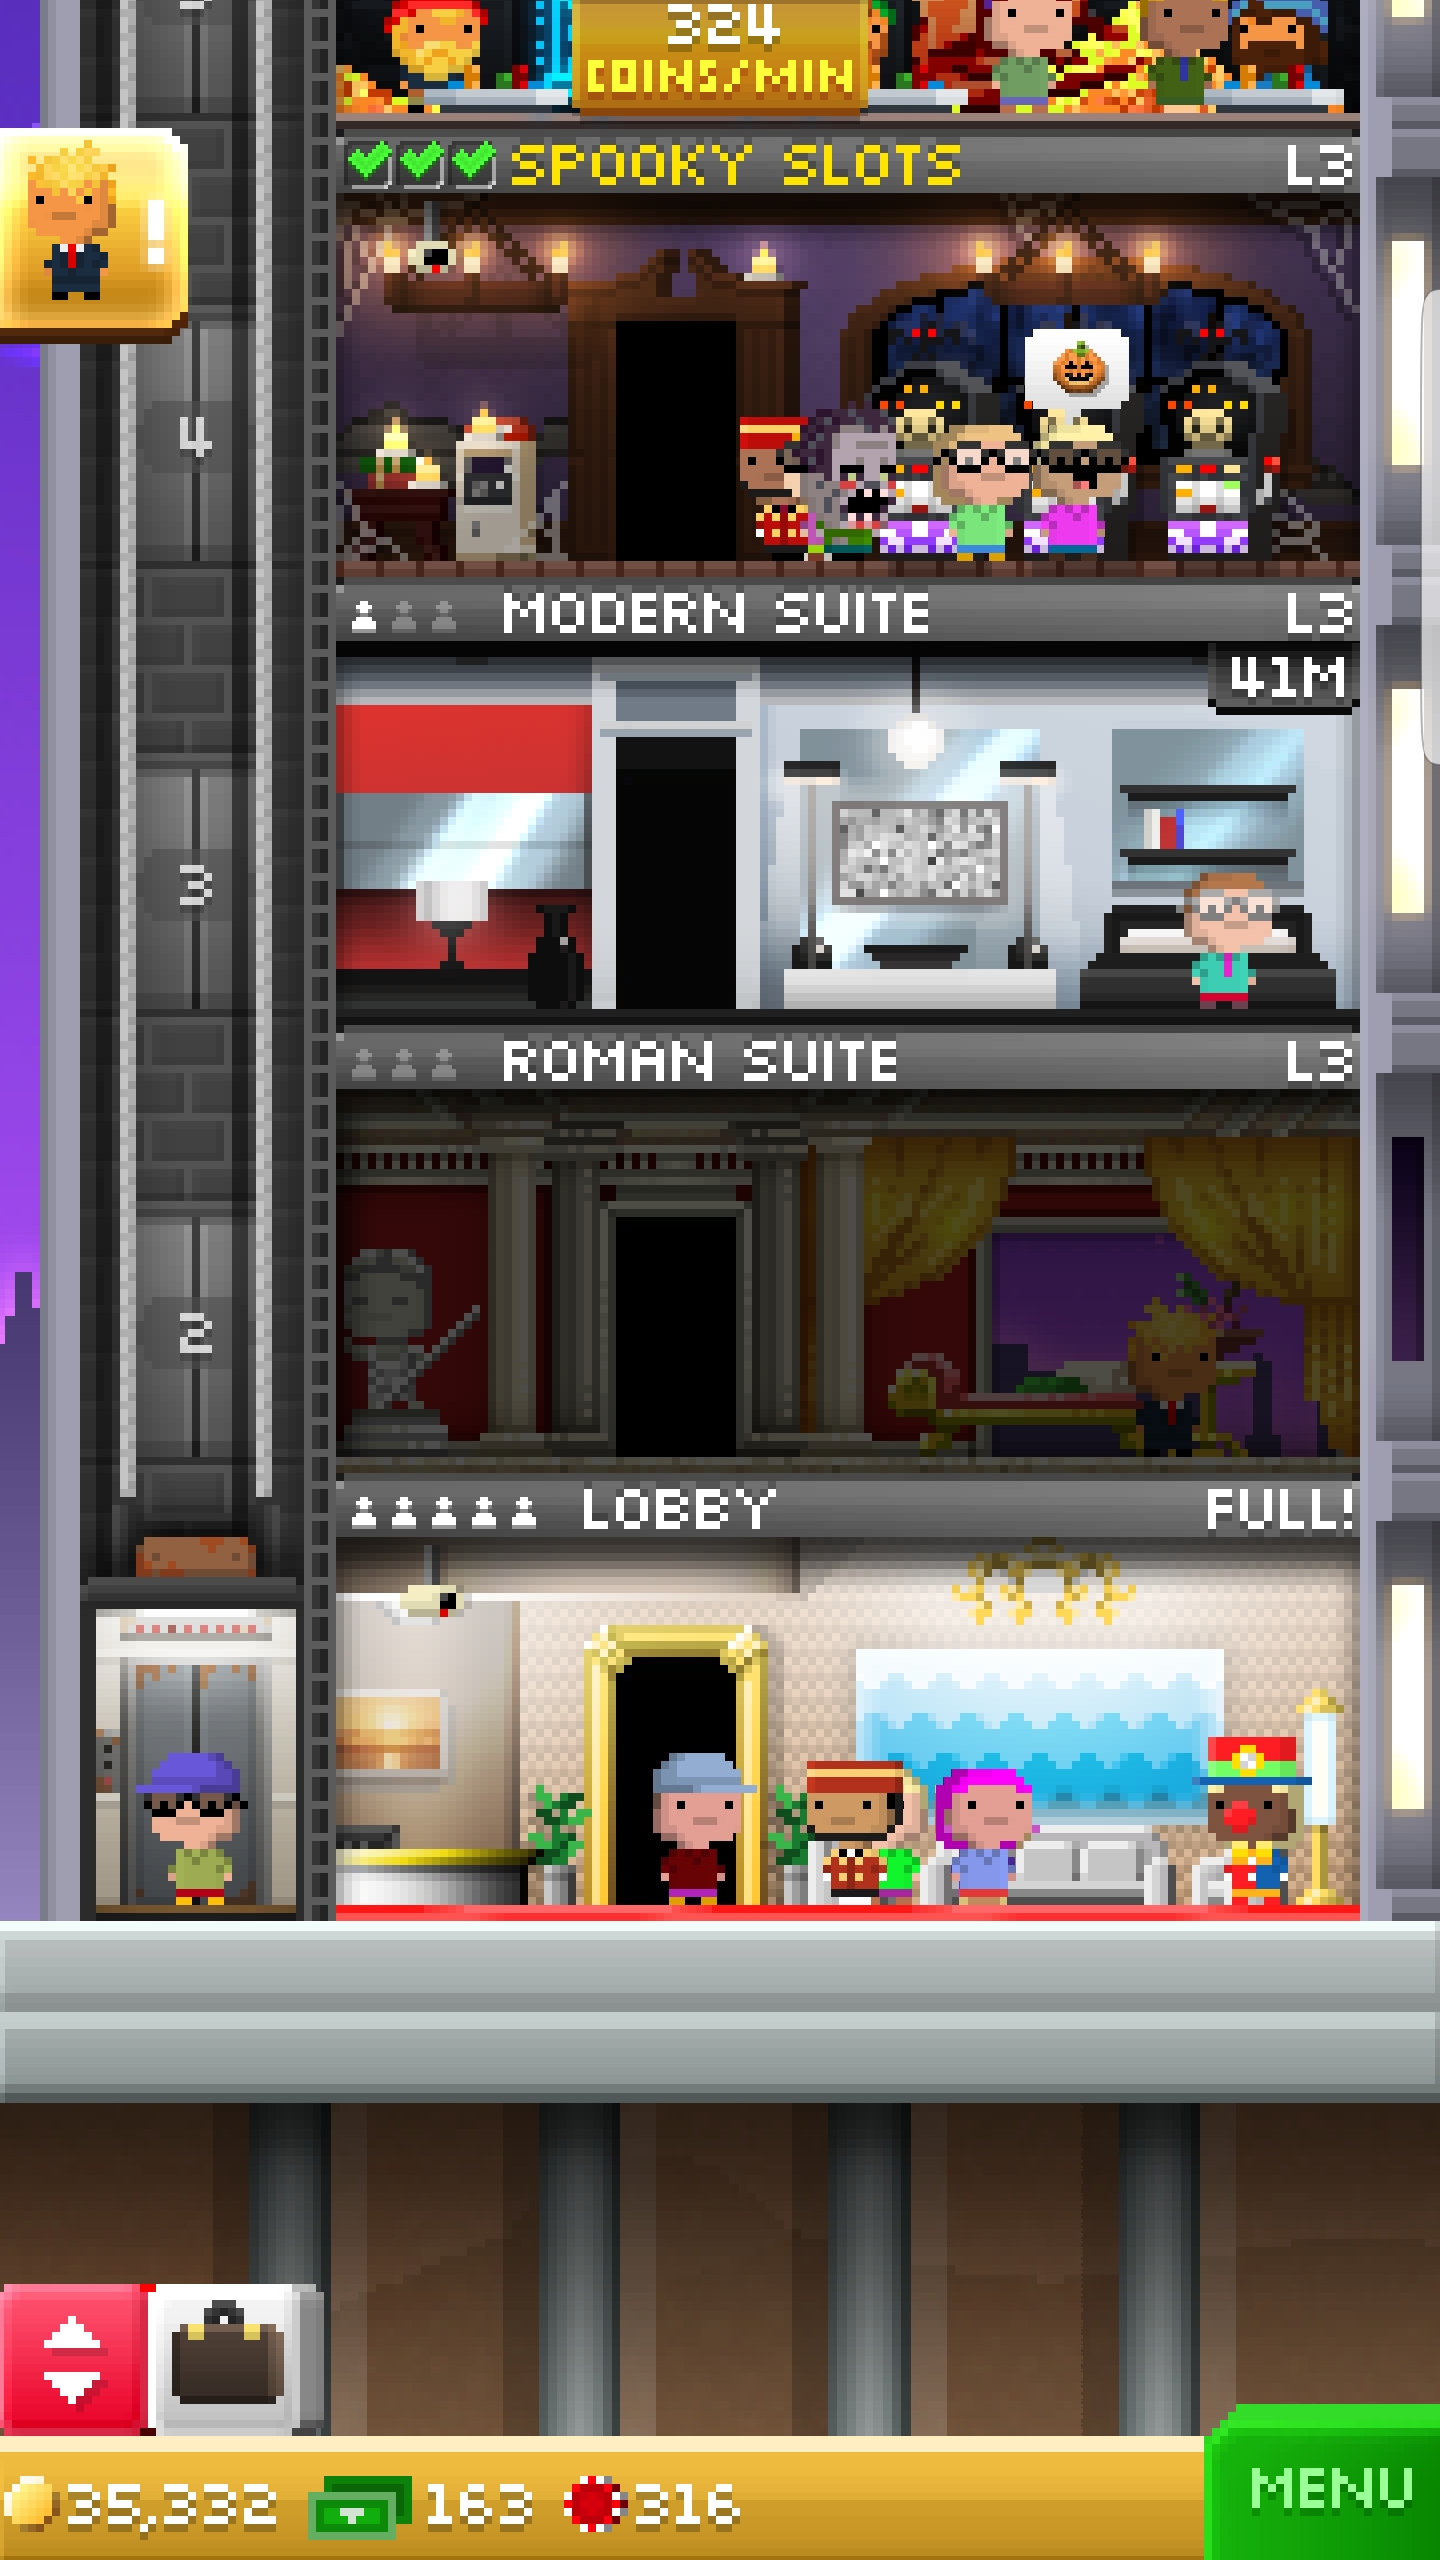 324
COINS/MIN
SPOOKY SLOTS L3
!
4
MODERN SUITE L3
41M
3
ROMAN SUITE L3
2
LOBBY FULL!
35,332 163 316
MENU